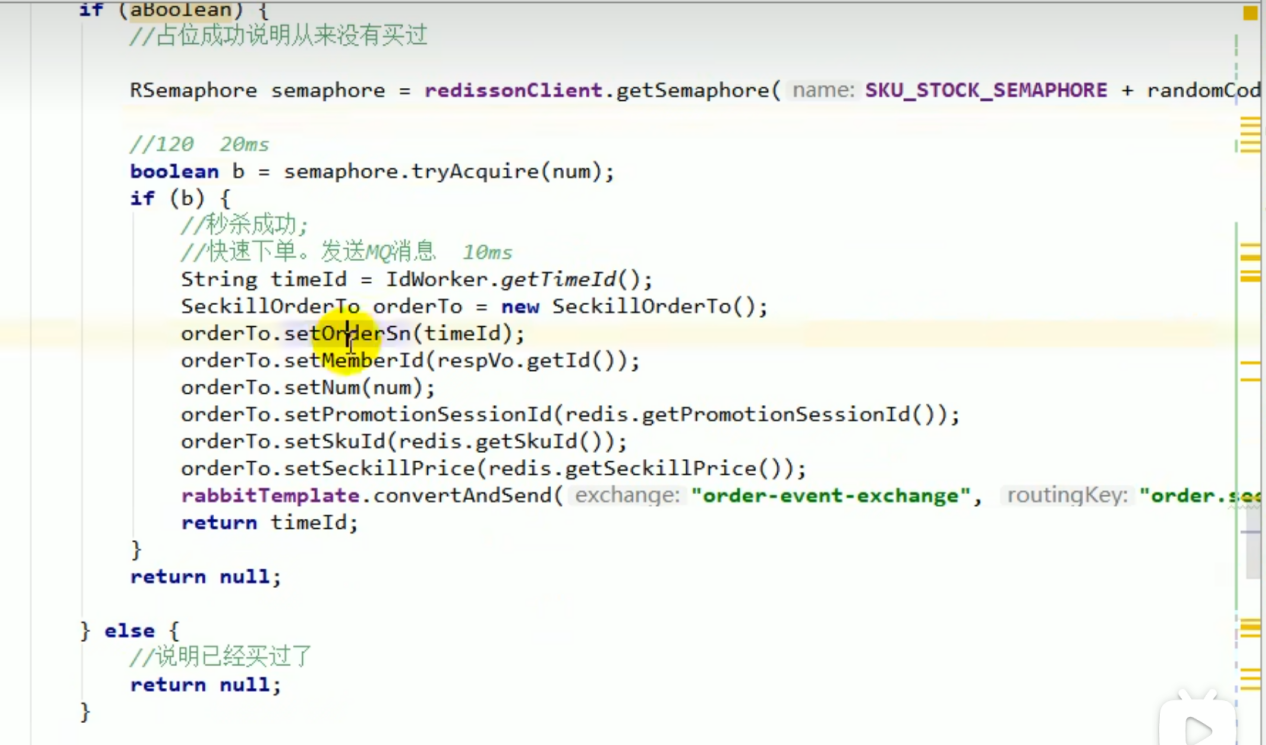 if (aBoolean) {
//占位成功说明从来没有买过
RSemaphore semaphore = redissonClient.getSemaphore( name: SKU_STOCK_SEMAPHORE + randomCod
//120 20ms
boolean b = semaphore.tryAcquire(num);
if (b) {
//秒杀成功;
//快速下单。发送MQ消息 10ms
String timeId = IdWorker.getTimeId();
SeckillOrderTo orderTo = new SeckillOrderTo();
orderTo.setOrderSn(timeId);
orderTo.setMemberId(respVo.getId());
orderTo.setNum(num);
orderTo.setPromotionSessionId(redis.getPromotionSessionId());
orderTo.setSkuId(redis.getSkuId());
orderTo.setSeckillPrice(redis.getSeckillPrice());
rabbitTemplate.convertAndSend( exchange: "order-event-exchange", routingKey: "order.sec
return timeId;
}
return null;
} else {
//说明已经买过了
return null;
}